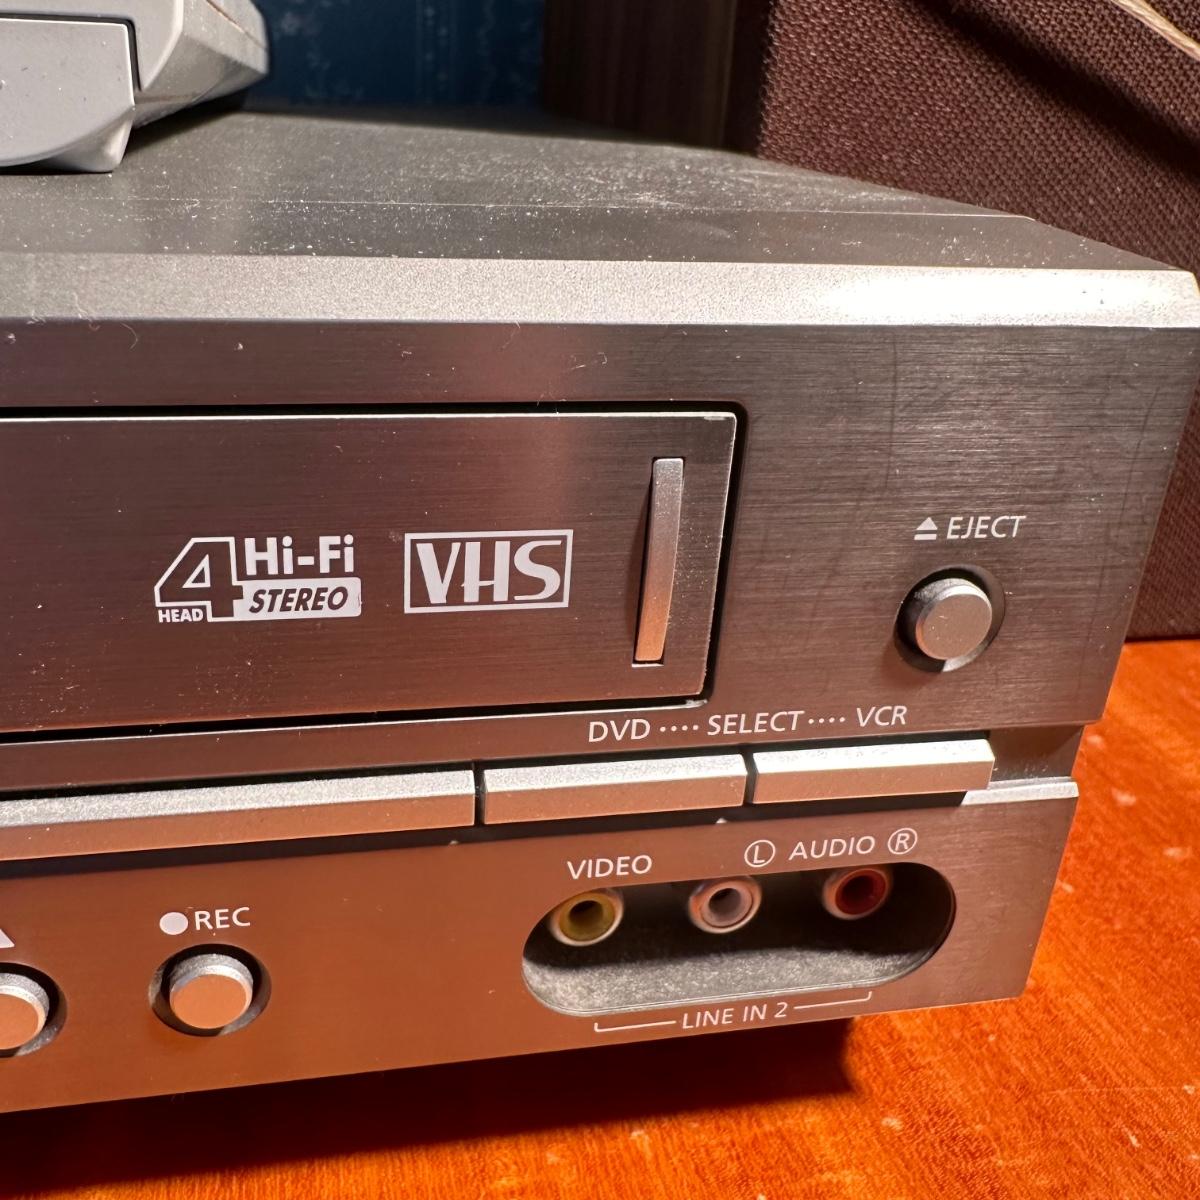 4 HEAD Hi-Fi STEREO
VHS
⏏ EJECT
DVD •••• SELECT •••• VCR
VIDEO Ⓛ AUDIO Ⓡ
● REC
LINE IN 2